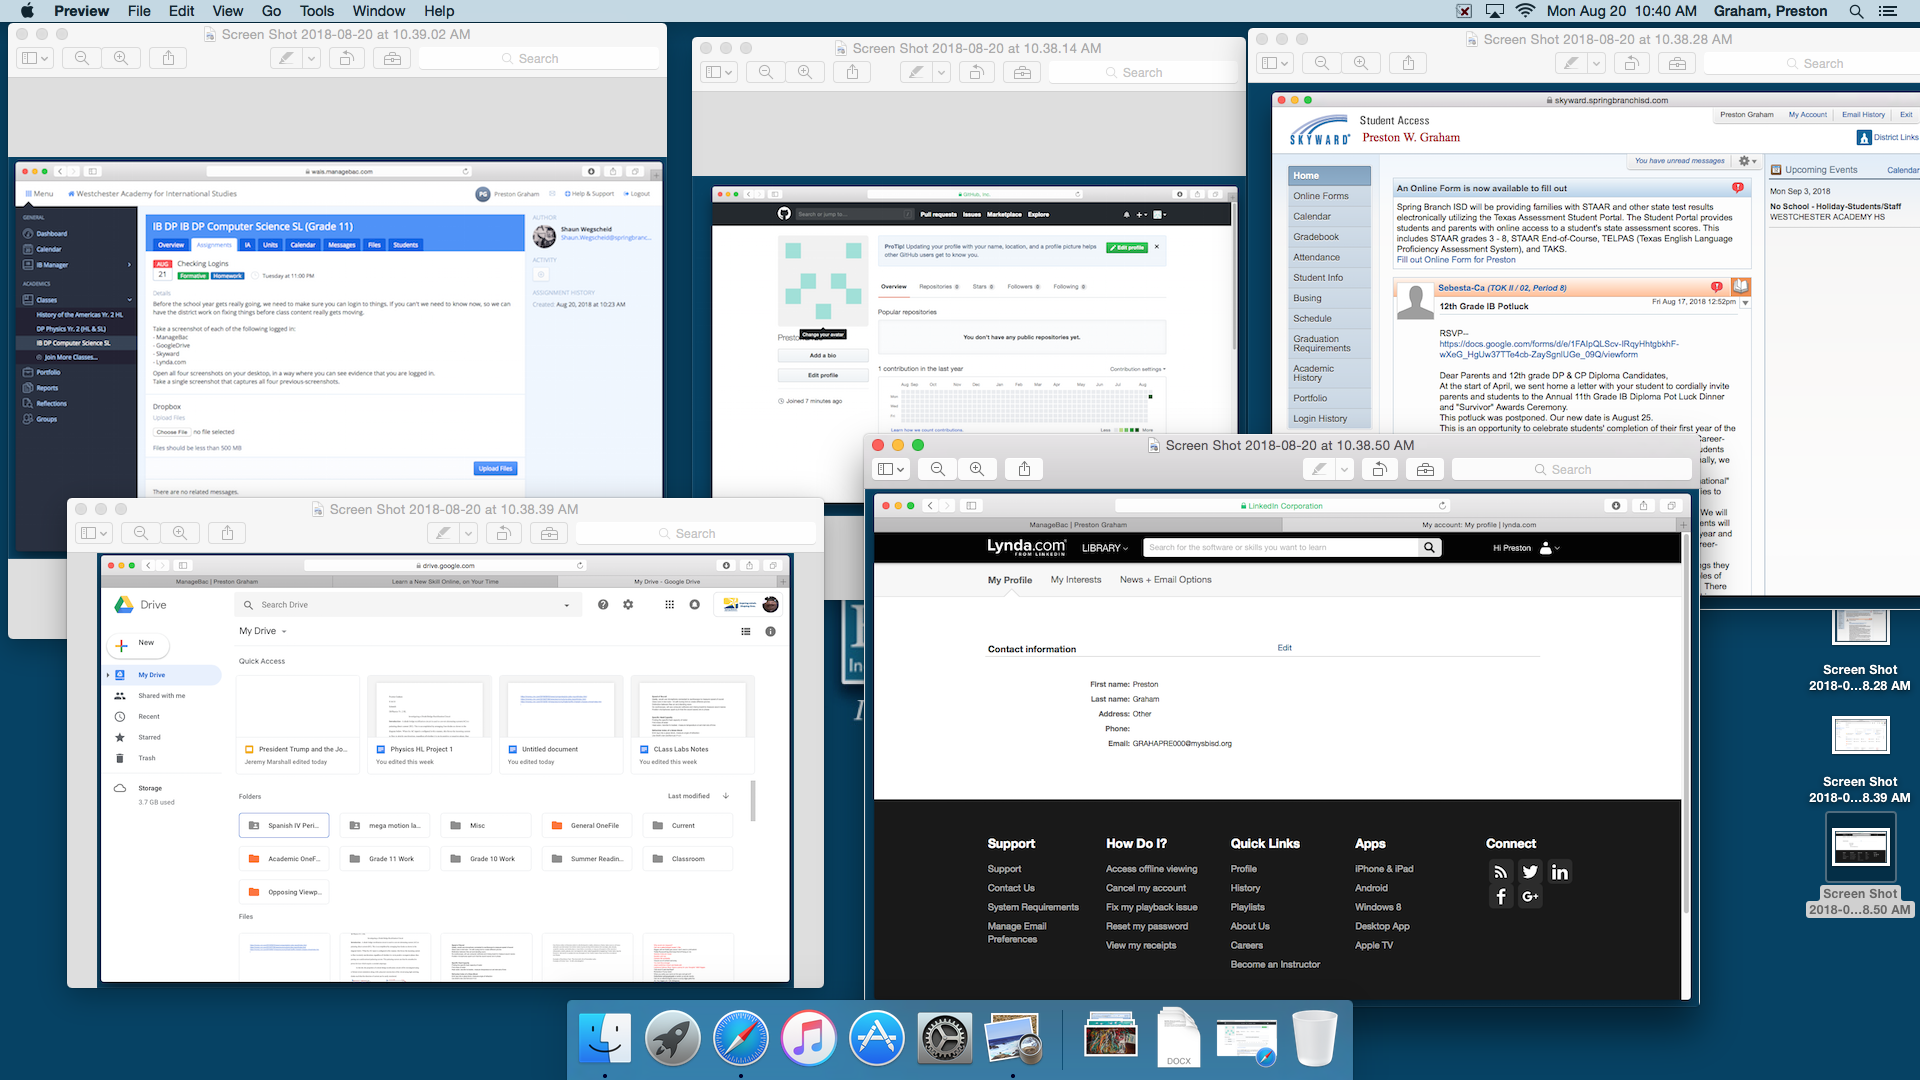 Preview File Edit View Go Tools Window Help
Mon Aug 20 10:40 AM Graham, Preston
Screen Shot 2018-08-20 at 10.39.02 AM
Search
wais.managebac.com
Menu Westchester Academy for International Studies
PG Preston Graham Help & Support Logout
GENERAL
Dashboard
Calendar
IB Manager
ACADEMICS
Classes
History of the Americas Yr. 2 HL
DP Physics Yr. 2 (HL & SL)
IB DP Computer Science SL
Join More Classes...
Portfolio
Reports
Reflections
Groups
IB DP IB DP Computer Science SL (Grade 11)
Overview Assignments IA Units Calendar Messages Files Students
AUG
21
Checking Logins
Formative Homework Tuesday at 11:00 PM
Details
Before the school year gets really going, we need to make sure you can login to things. If you can't we need to know now, so we can
have the district work on fixing things before class content really gets moving.
Take a screenshot of each of the following logged in:
- ManageBac
- GoogleDrive
- Skyward
- Lynda.com
Open all four screenshots on your desktop, in a way where you can see evidence that you are logged in.
Take a single screenshot that captures all four previous screenshots.
Dropbox
Upload Files
Choose File no file selected
Files should be less than 500 MB
Upload Files
There are no related messages.
AUTHOR
Shaun Wegscheid
Shaun.Wegscheid@springbranc...
ACTIVITY
ASSIGNMENT HISTORY
Created: Aug 20, 2018 at 10:23 AM
Screen Shot 2018-08-20 at 10.38.14 AM
Search
GitHub, Inc.
Search or jump to...
Pull requests Issues Marketplace Explore
ProTip! Updating your profile with your name, location, and a profile picture helps
other GitHub users get to know you.
Edit profile
Overview Repositories 0 Stars 0 Followers 0 Following 0
Popular repositories
You don't have any public repositories yet.
Change your avatar
Add a bio
Edit profile
Joined 7 minutes ago
1 contribution in the last year
Contribution settings
Aug Sep Oct Nov Dec Jan Feb Mar Apr May Jun Jul Aug
Mon
Wed
Fri
Learn how we count contributions.
Less More
Screen Shot 2018-08-20 at 10.38.28 AM
Search
skyward.springbranchisd.com
SKYWARD
Student Access
Preston W. Graham
Preston Graham My Account Email History Exit
District Links
You have unread messages
Home
Online Forms
Calendar
Gradebook
Attendance
Student Info
Busing
Schedule
Graduation
Requirements
Academic
History
Portfolio
Login History
An Online Form is now available to fill out
Spring Branch ISD will be providing families with STAAR and other state test results
electronically utilizing the Texas Assessment Student Portal. The Student Portal provides
students and parents with online access to a student's state assessment scores. This
includes STAAR grades 3 - 8, STAAR End-of-Course, TELPAS (Texas English Language
Proficiency Assessment System), and TAKS.
Fill out Online Form for Preston
Sebesta-Ca (TOK II / 02, Period 8)
12th Grade IB Potluck
Fri Aug 17, 2018 12:52pm
RSVP--
Dear Parents and 12th grade DP & CP Diploma Candidates,
At the start of April, we sent home a letter with your student to cordially invite
parents and students to the Annual 11th Grade IB Diploma Pot Luck Dinner
and "Survivor" Awards Ceremony.
This potluck was postponed. Our new date is August 25.
This is an opportunity to celebrate students' completion of their first year of the
Upcoming Events
Calendar
Mon Sep 3, 2018
No School - Holiday-Students/Staff
WESTCHESTER ACADEMY HS
Screen Shot 2018-08-20 at 10.38.39 AM
Search
drive.google.com
ManageBac | Preston Graham
Learn a New Skill Online, on Your Time
My Drive - Google Drive
Drive
Search Drive
New
My Drive
Shared with me
Recent
Starred
Trash
Storage
3.7 GB used
My Drive
Quick Access
President Trump and the Jo...
Jeremy Marshall edited today
Physics HL Project 1
You edited this week
Untitled document
You edited today
CLass Labs Notes
You edited this week
Folders
Last modified
Spanish IV Peri... mega motion la... Misc General OneFile Current
Academic OneF... Grade 11 Work Grade 10 Work Summer Readin... Classroom
Opposing Viewp...
Files
Screen Shot 2018-08-20 at 10.38.50 AM
Search
LinkedIn Corporation
ManageBac | Preston Graham
My account: My profile | lynda.com
Lynda.com
FROM LINKEDIN
LIBRARY
Search for the software or skills you want to learn
Hi Preston
My Profile My Interests News + Email Options
Contact information
Edit
First name: Preston
Last name: Graham
Address: Other
Phone:
Email: GRAHAPRE000@mysbisd.org
Support
Support
Contact Us
System Requirements
Manage Email
Preferences
How Do I?
Access offline viewing
Cancel my account
Fix my playback issue
Reset my password
View my receipts
Quick Links
Profile
History
Playlists
About Us
Careers
Become an Instructor
Apps
iPhone & iPad
Android
Windows 8
Desktop App
Apple TV
Connect
Screen Shot
2018-0...8.28 AM
Screen Shot
2018-0...8.39 AM
Screen Shot
2018-0...8.50 AM
DOCX